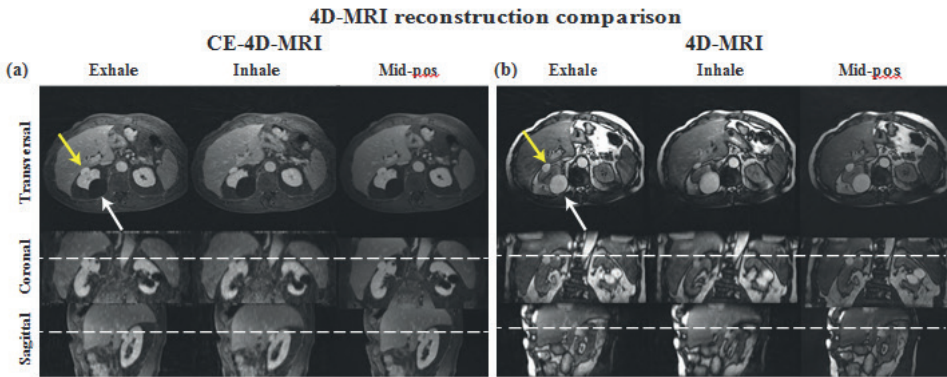 4D-MRI reconstruction comparison
CE-4D-MRI 4D-MRI
(a) Exhale Inhale Mid-pos (b) Exhale Inhale Mid-pos
Transversal
Coronal
Sagittal